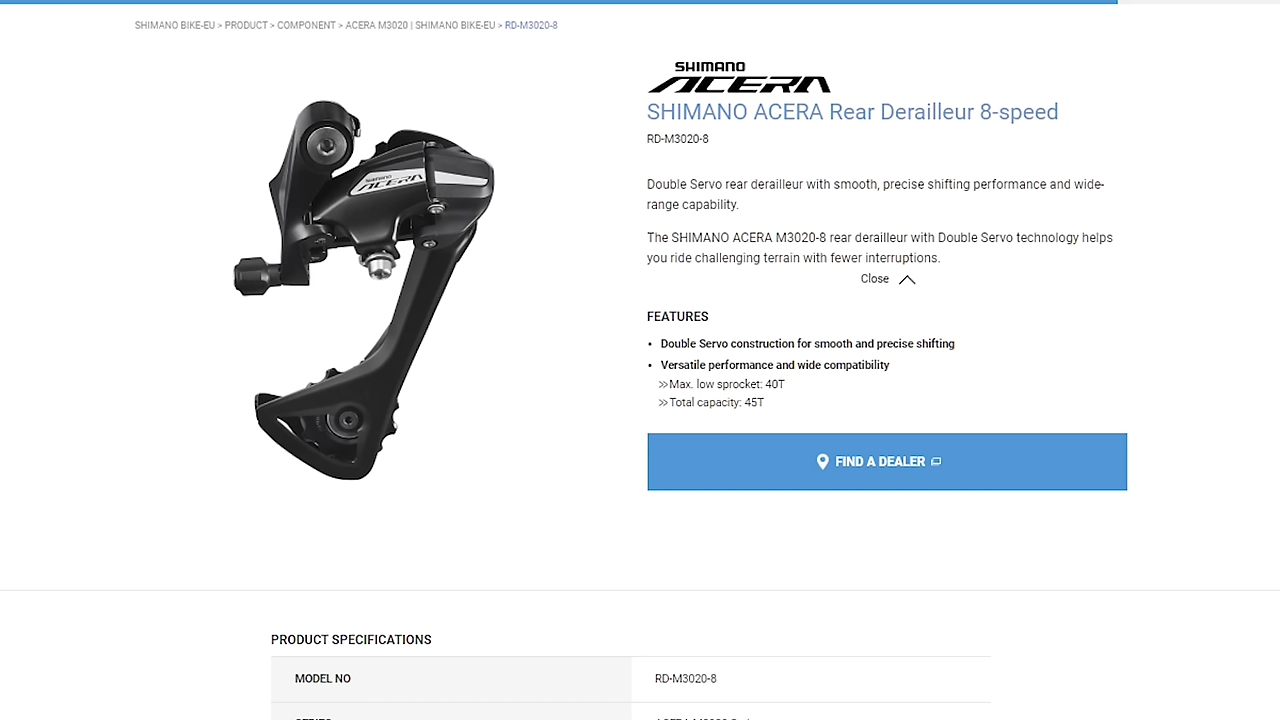 SHIMANO BIKE-EU > PRODUCT > COMPONENT > ACERA M3020 | SHIMANO BIKE-EU > RD-M3020-8
SHIMANO
ACERA
SHIMANO ACERA Rear Derailleur 8-speed
RD-M3020-8
Double Servo rear derailleur with smooth, precise shifting performance and wide-
range capability.
The SHIMANO ACERA M3020-8 rear derailleur with Double Servo technology helps
you ride challenging terrain with fewer interruptions.
Close
FEATURES
• Double Servo construction for smooth and precise shifting
• Versatile performance and wide compatibility
>> Max. low sprocket: 40T
>> Total capacity: 45T
FIND A DEALER
SHIMANO
ACERA
PRODUCT SPECIFICATIONS
MODEL NO RD-M3020-8